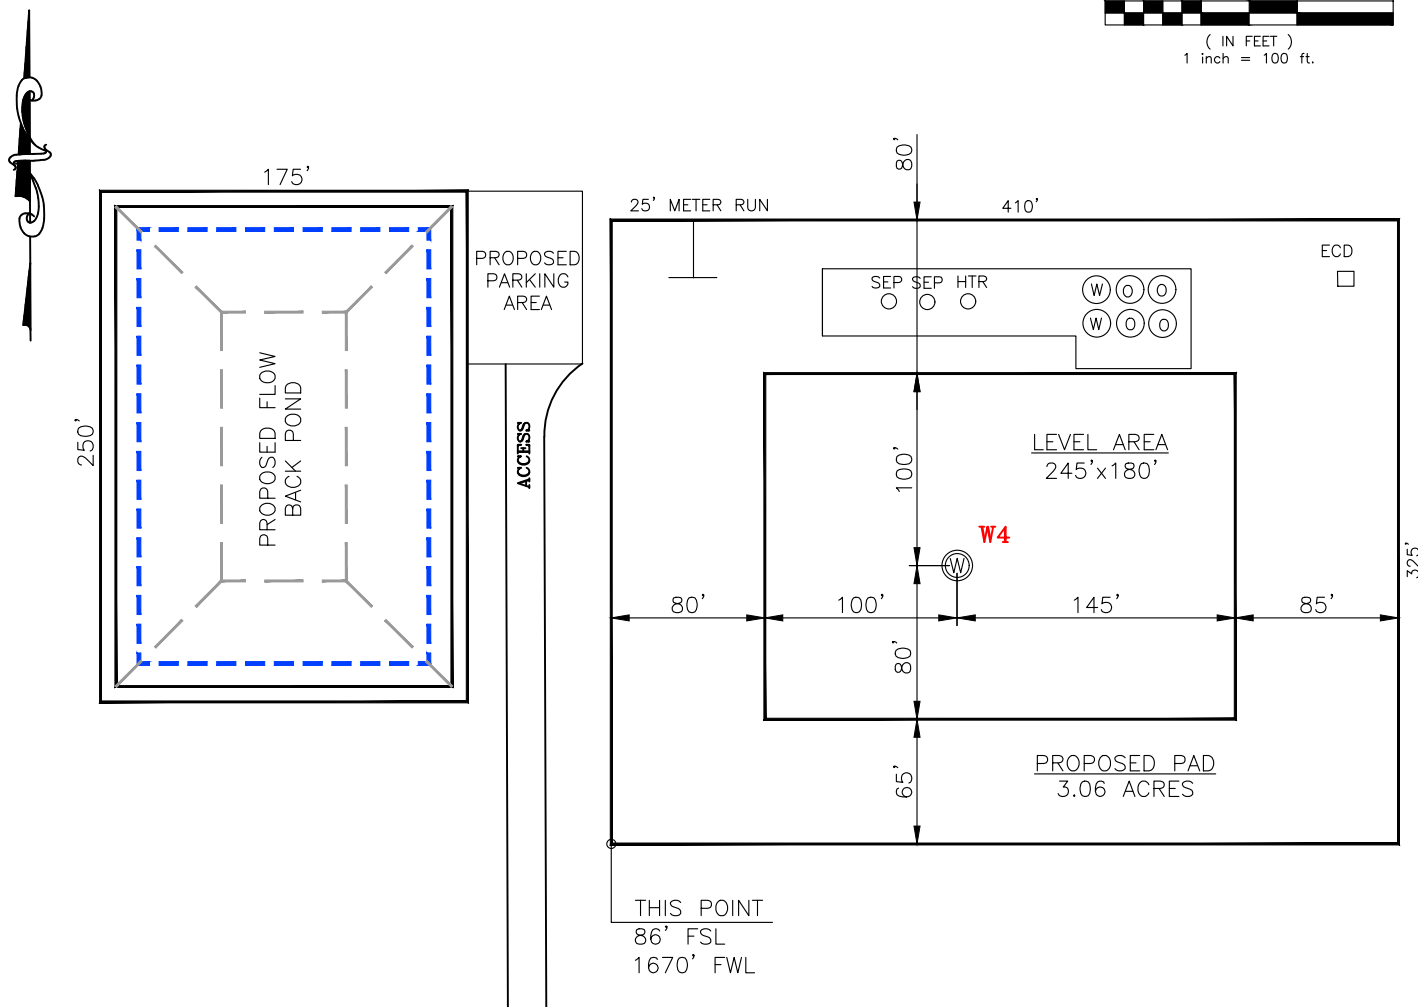 ( IN FEET )
1 inch = 100 ft.
175'
250'
PROPOSED FLOW
BACK POND
PROPOSED
PARKING
AREA
ACCESS
25' METER RUN
80'
410'
ECD
SEP SEP HTR
W O O
W O O
LEVEL AREA
245'x180'
100'
W4
W
325'
80'
100'
145'
85'
80'
PROPOSED PAD
3.06 ACRES
65'
THIS POINT
86' FSL
1670' FWL